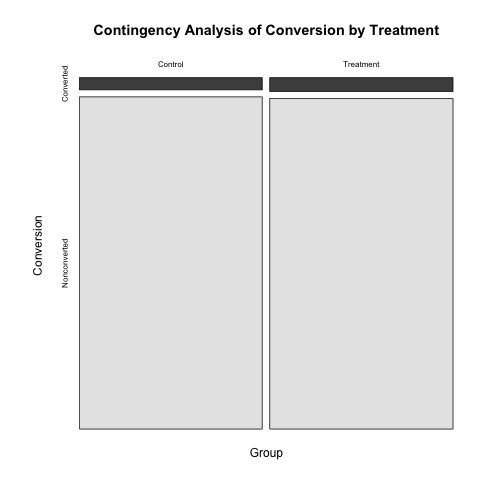 Contingency Analysis of Conversion by Treatment
Control
Treatment
Converted
Nonconverted
Conversion
Group